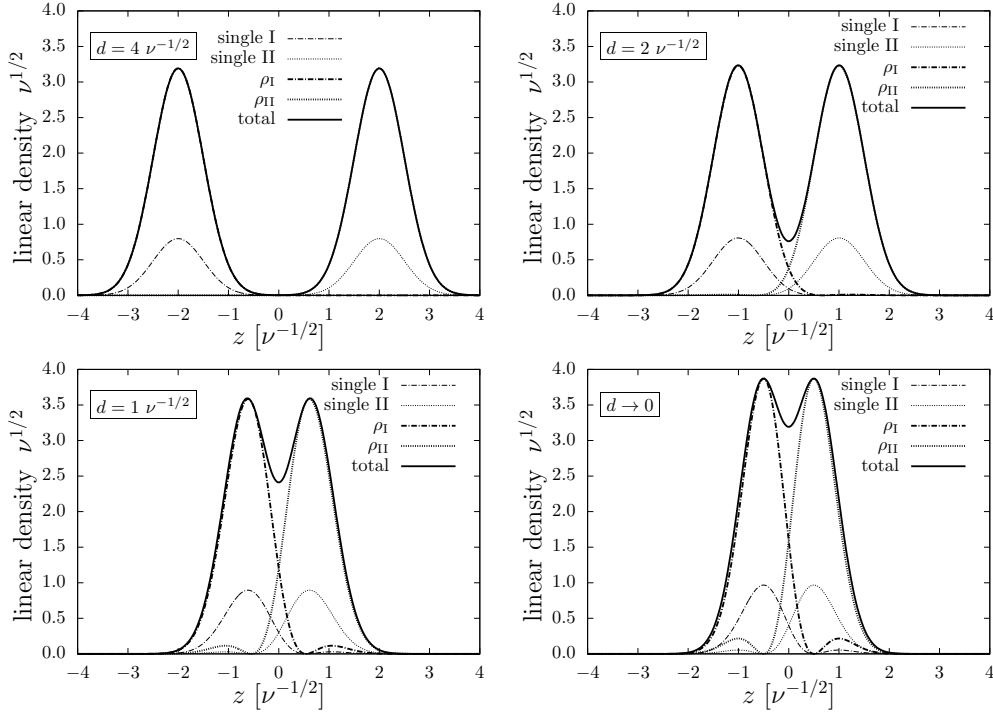 linear density ν^{1/2}
4.0
3.5
3.0
2.5
2.0
1.5
1.0
0.5
0.0
d = 4 ν^{−1/2}
single I
single II
ρ_I
ρ_II
total
−4 −3 −2 −1 0 1 2 3 4
z [ν^{−1/2}]
linear density ν^{1/2}
4.0
3.5
3.0
2.5
2.0
1.5
1.0
0.5
0.0
d = 2 ν^{−1/2}
single I
single II
ρ_I
ρ_II
total
−4 −3 −2 −1 0 1 2 3 4
z [ν^{−1/2}]
linear density ν^{1/2}
4.0
3.5
3.0
2.5
2.0
1.5
1.0
0.5
0.0
d = 1 ν^{−1/2}
single I
single II
ρ_I
ρ_II
total
−4 −3 −2 −1 0 1 2 3 4
z [ν^{−1/2}]
linear density ν^{1/2}
4.0
3.5
3.0
2.5
2.0
1.5
1.0
0.5
0.0
d → 0
single I
single II
ρ_I
ρ_II
total
−4 −3 −2 −1 0 1 2 3 4
z [ν^{−1/2}]